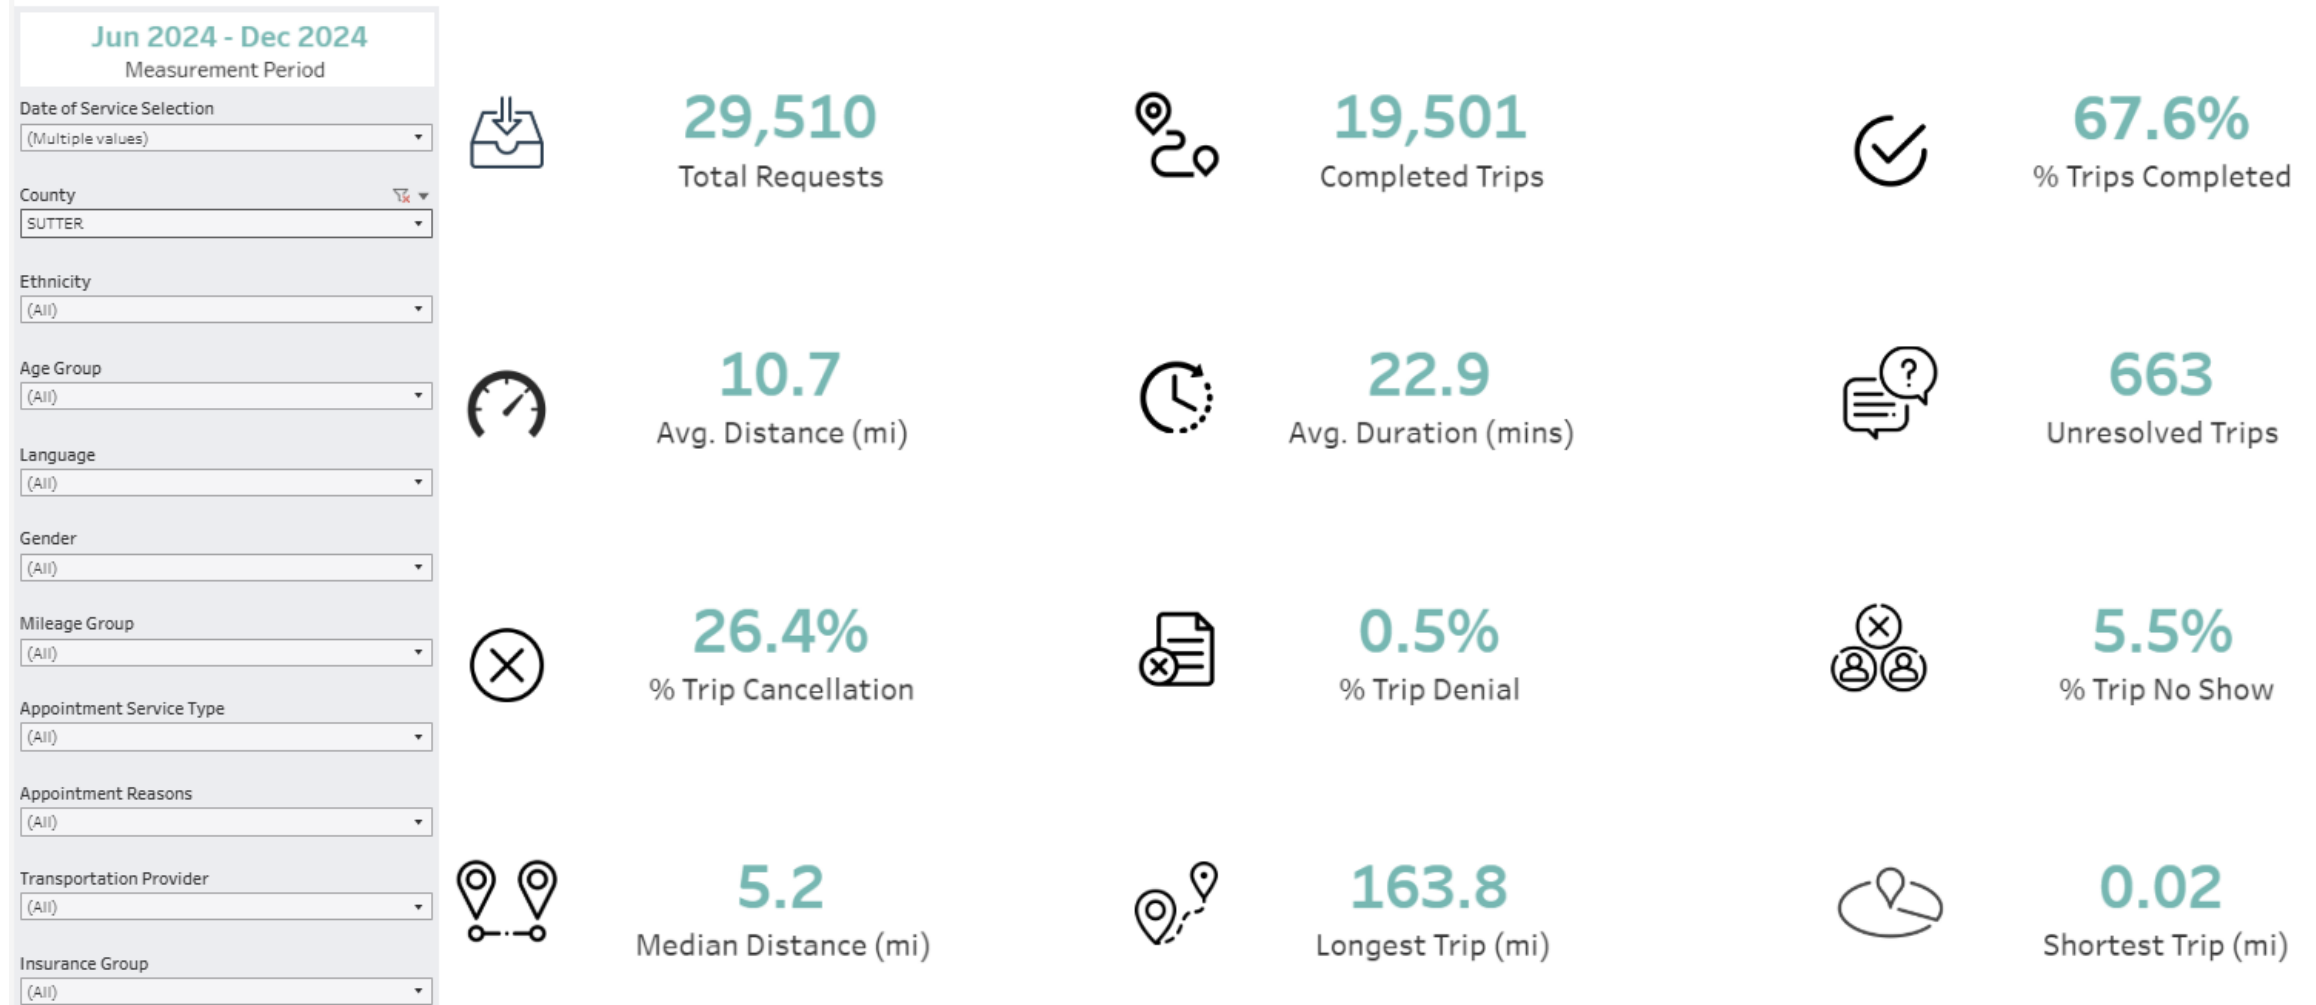 Jun 2024 - Dec 2024
Measurement Period
Date of Service Selection
(Multiple values)
County
SUTTER
Ethnicity
(All)
Age Group
(All)
Language
(All)
Gender
(All)
Mileage Group
(All)
Appointment Service Type
(All)
Appointment Reasons
(All)
Transportation Provider
(All)
Insurance Group
(All)
29,510
Total Requests
19,501
Completed Trips
67.6%
% Trips Completed
10.7
Avg. Distance (mi)
22.9
Avg. Duration (mins)
?
663
Unresolved Trips
26.4%
% Trip Cancellation
0.5%
% Trip Denial
5.5%
% Trip No Show
5.2
Median Distance (mi)
163.8
Longest Trip (mi)
0.02
Shortest Trip (mi)